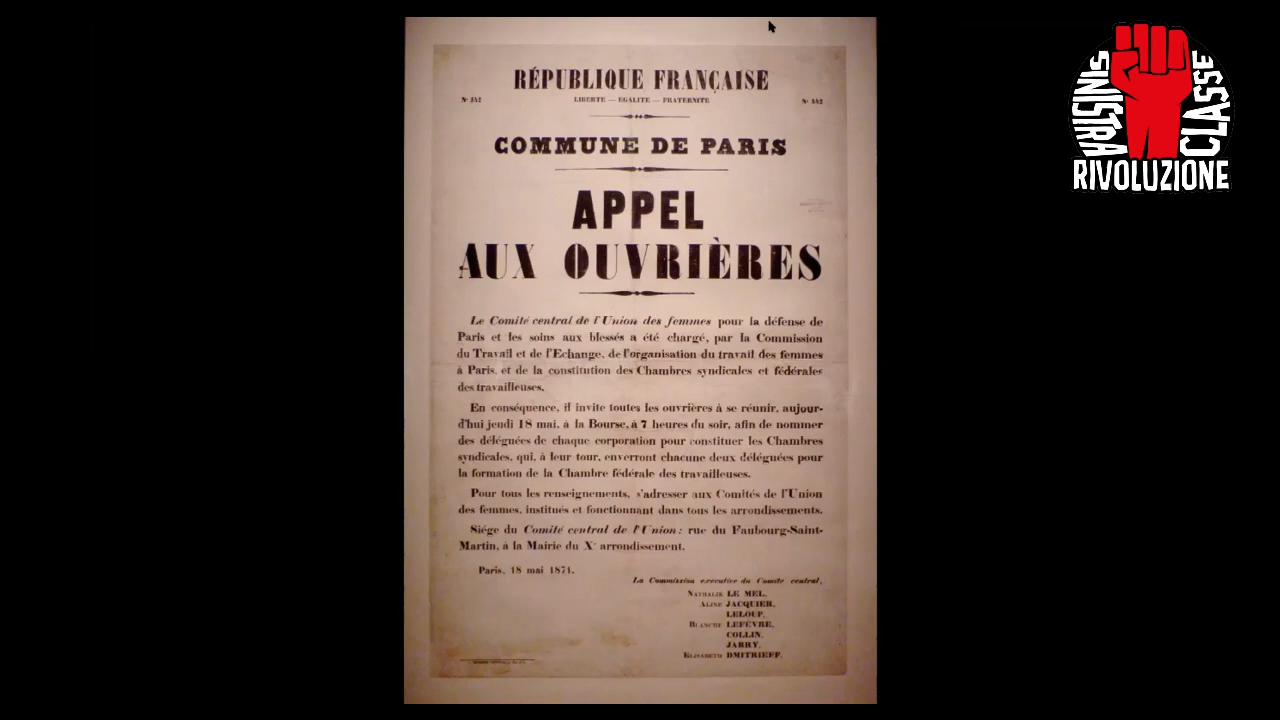 RÉPUBLIQUE FRANÇAISE
Nº 342 LIBERTÉ — ÉGALITÉ — FRATERNITÉ Nº 342
COMMUNE DE PARIS
APPEL
AUX OUVRIÈRES
Le Comité central de l'Union des femmes pour la défense de
Paris et les soins aux blessés a été chargé, par la Commission
du Travail et de l'Echange, de l'organisation du travail des femmes
à Paris, et de la constitution des Chambres syndicales et fédérales
des travailleuses.
En conséquence, il invite toutes les ouvrières à se réunir, aujour-
d'hui jeudi 18 mai, à la Bourse, à 7 heures du soir, afin de nommer
des déléguées de chaque corporation pour constituer les Chambres
syndicales, qui, à leur tour, enverront chacune deux déléguées pour
la formation de la Chambre fédérale des travailleuses.
Pour tous les renseignements, s'adresser aux Comités de l'Union
des femmes, institués et fonctionnant dans tous les arrondissements.
Siége du Comité central de l'Union : rue du Faubourg-Saint-
Martin, à la Mairie du Xe arrondissement.
Paris, 18 mai 1871.
La Commission exécutive du Comité central,
NATHALIE LE MEL,
ALINE JACQUIER,
LELOUP,
BLANCHE LEFÈVRE,
COLLIN,
JARRY,
ELISABETH DMITRIEFF.
SINISTRA
CLASSE
RIVOLUZIONE